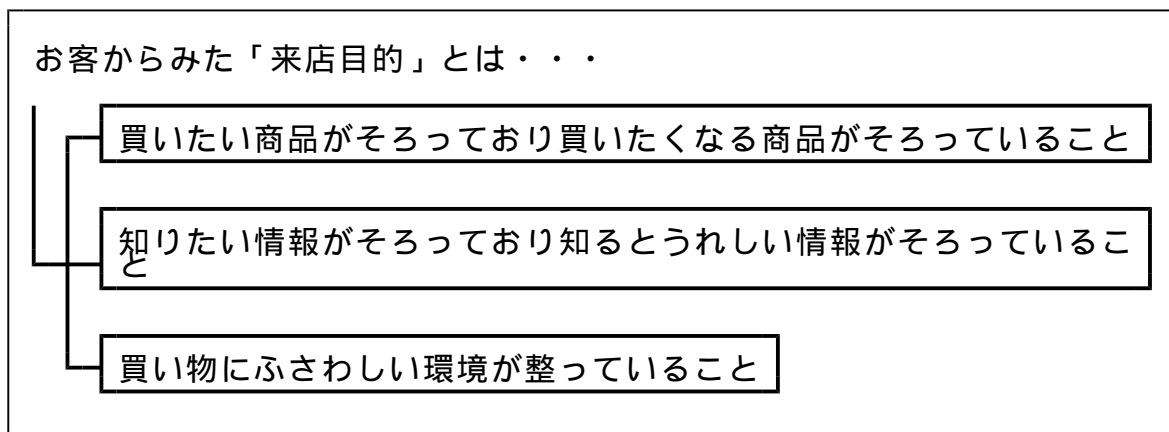 お客からみた「来店目的」とは・・・
買いたい商品がそろっており買いたくなる商品がそろっていること
知りたい情報がそろっており知るとうれしい情報がそろっているこ
と
買い物にふさわしい環境が整っていること